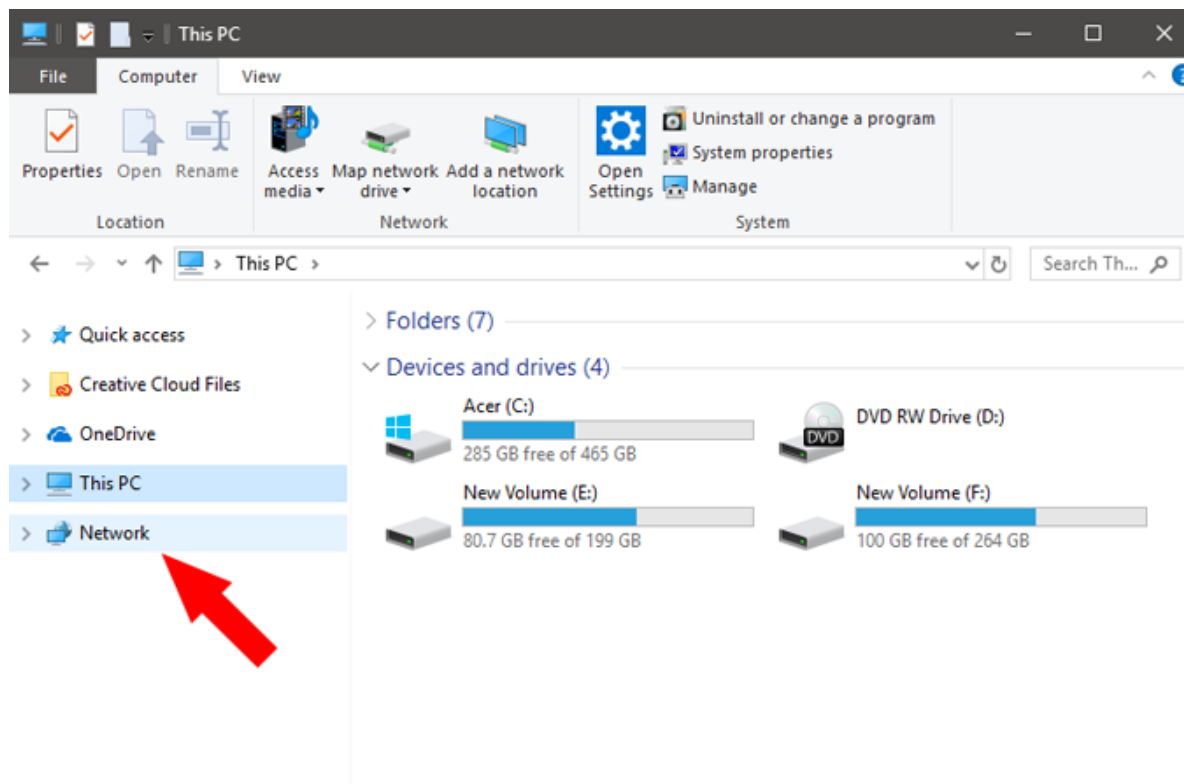 This PC
File Computer View
Properties Open Rename
Access media
Map network drive
Add a network location
Open Settings
Uninstall or change a program
System properties
Manage
Location Network System
This PC
Search Th...
Quick access
Creative Cloud Files
OneDrive
This PC
Network
Folders (7)
Devices and drives (4)
Acer (C:)
285 GB free of 465 GB
DVD RW Drive (D:)
DVD
New Volume (E:)
80.7 GB free of 199 GB
New Volume (F:)
100 GB free of 264 GB